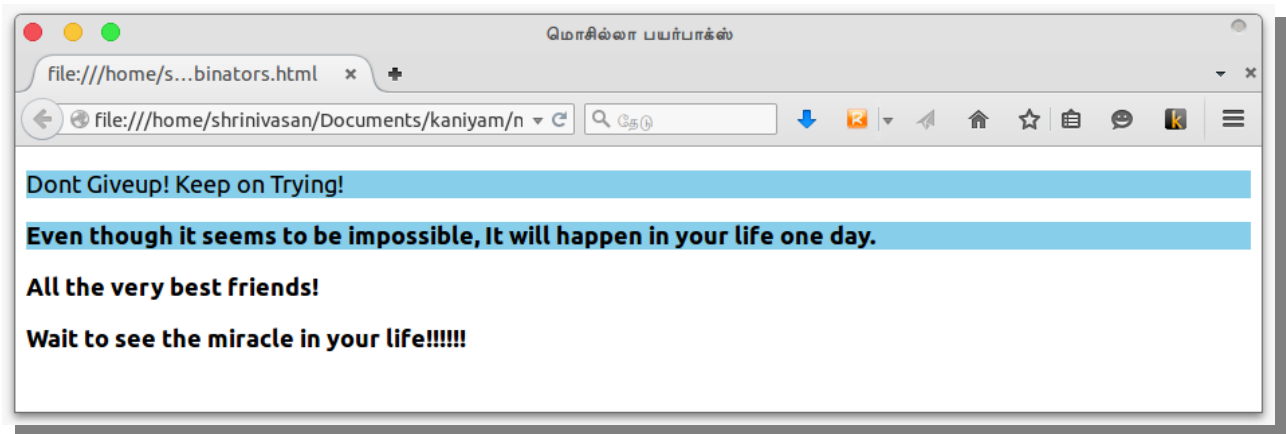 மொசில்லா பயர்பாக்ஸ்
file:///home/s...binators.html
file:///home/shrinivasan/Documents/kaniyam/n
தேடு
Dont Giveup! Keep on Trying!
Even though it seems to be impossible, It will happen in your life one day.
All the very best friends!
Wait to see the miracle in your life!!!!!!